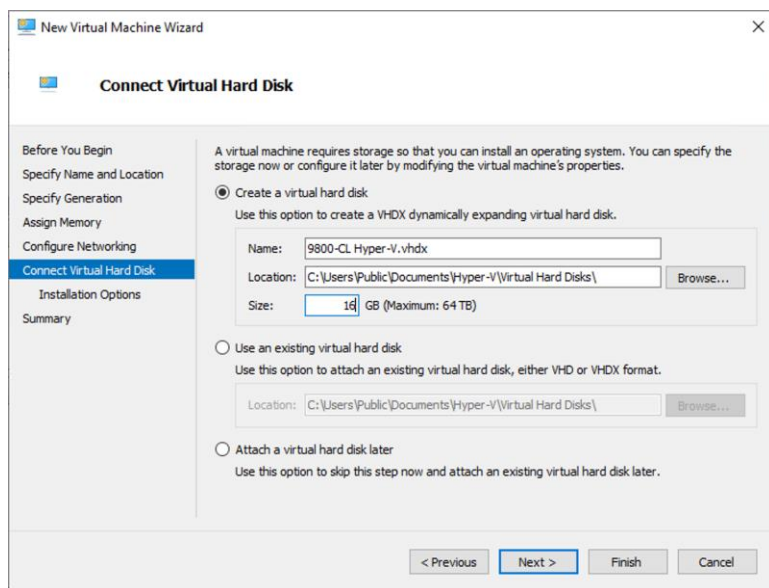 New Virtual Machine Wizard
Connect Virtual Hard Disk
Before You Begin
Specify Name and Location
Specify Generation
Assign Memory
Configure Networking
Connect Virtual Hard Disk
Installation Options
Summary
A virtual machine requires storage so that you can install an operating system. You can specify the
storage now or configure it later by modifying the virtual machine's properties.
Create a virtual hard disk
Use this option to create a VHDX dynamically expanding virtual hard disk.
Name: 9800-CL Hyper-V.vhdx
Location: C:\Users\Public\Documents\Hyper-V\Virtual Hard Disks\ Browse...
Size: 16 GB (Maximum: 64 TB)
Use an existing virtual hard disk
Use this option to attach an existing virtual hard disk, either VHD or VHDX format.
Location: C:\Users\Public\Documents\Hyper-V\Virtual Hard Disks\ Browse...
Attach a virtual hard disk later
Use this option to skip this step now and attach an existing virtual hard disk later.
< Previous Next > Finish Cancel